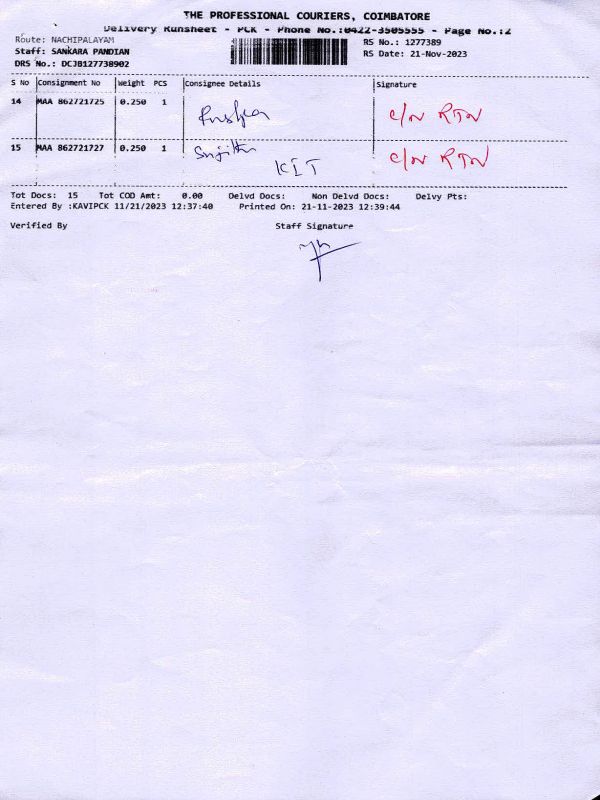 THE PROFESSIONAL COURIERS, COIMBATORE
Delivery Runsheet - PCK - Phone No.:0422-3505555 - Page No.:2
Route: NACHIPALAYAM
RS No.: 1277389
Staff: SANKARA PANDIAN
RS Date: 21-Nov-2023
DRS No.: DCJB127738902
S No Consignment No Weight PCS Consignee Details Signature
14 MAA 862721725 0.250 1 C/N RTN
15 MAA 862721727 0.250 1 Sujith C/N RTN
KIT
Tot Docs: 15 Tot COD Amt: 0.00 Delvd Docs: Non Delvd Docs: Delvy Pts:
Entered By :KAVIPCK 11/21/2023 12:37:40 Printed On: 21-11-2023 12:39:44
Verified By Staff Signature